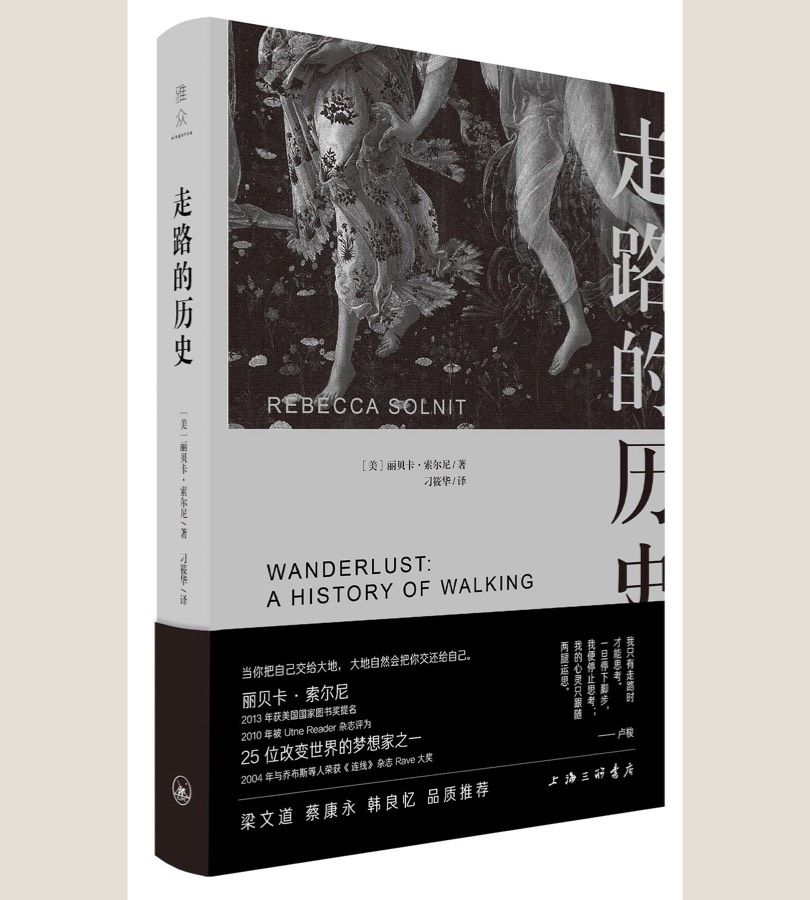 雅众
elegance
走路的历史
[美]丽贝卡·索尔尼/著
刁筱华/译
走路的历史
REBECCA SOLNIT
[美]丽贝卡·索尔尼/著
刁筱华/译
WANDERLUST:
A HISTORY OF WALKING
当你把自己交给大地，大地自然会把你交还给自己。
丽贝卡·索尔尼
2013 年获美国国家图书奖提名
2010 年被 Utne Reader 杂志评为
25 位改变世界的梦想家之一
2004 年与乔布斯等人荣获《连线》杂志 Rave 大奖
我只有走路时
才能思考。
一旦停下脚步，
我便停止思考；
我的心灵只跟随
两腿运思。
—— 卢梭
梁文道 蔡康永 韩良忆 品质推荐
上海三联书店